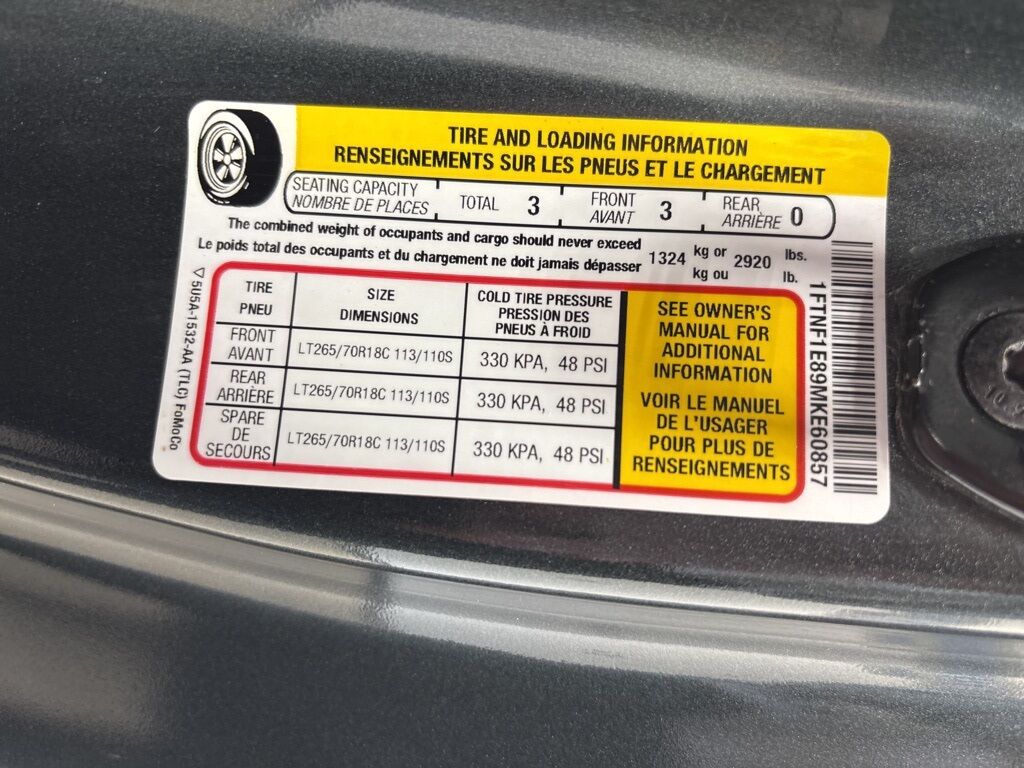 TIRE AND LOADING INFORMATION
RENSEIGNEMENTS SUR LES PNEUS ET LE CHARGEMENT
SEATING CAPACITY
NOMBRE DE PLACES
TOTAL 3
FRONT
AVANT
3
REAR
ARRIÈRE
0
The combined weight of occupants and cargo should never exceed
Le poids total des occupants et du chargement ne doit jamais dépasser
1324
kg or
kg ou
2920
lbs.
lb.
TIRE
PNEU
SIZE
DIMENSIONS
COLD TIRE PRESSURE
PRESSION DES
PNEUS À FROID
FRONT
AVANT
LT265/70R18C 113/110S
330 KPA, 48 PSI
REAR
ARRIÈRE
LT265/70R18C 113/110S
330 KPA, 48 PSI
SPARE
DE
SECOURS
LT265/70R18C 113/110S
330 KPA, 48 PSI
SEE OWNER'S
MANUAL FOR
ADDITIONAL
INFORMATION
VOIR LE MANUEL
DE L'USAGER
POUR PLUS DE
RENSEIGNEMENTS
5U5A-1532-AA (TLC) FoMoCo
1FTNF1E89MKE60857